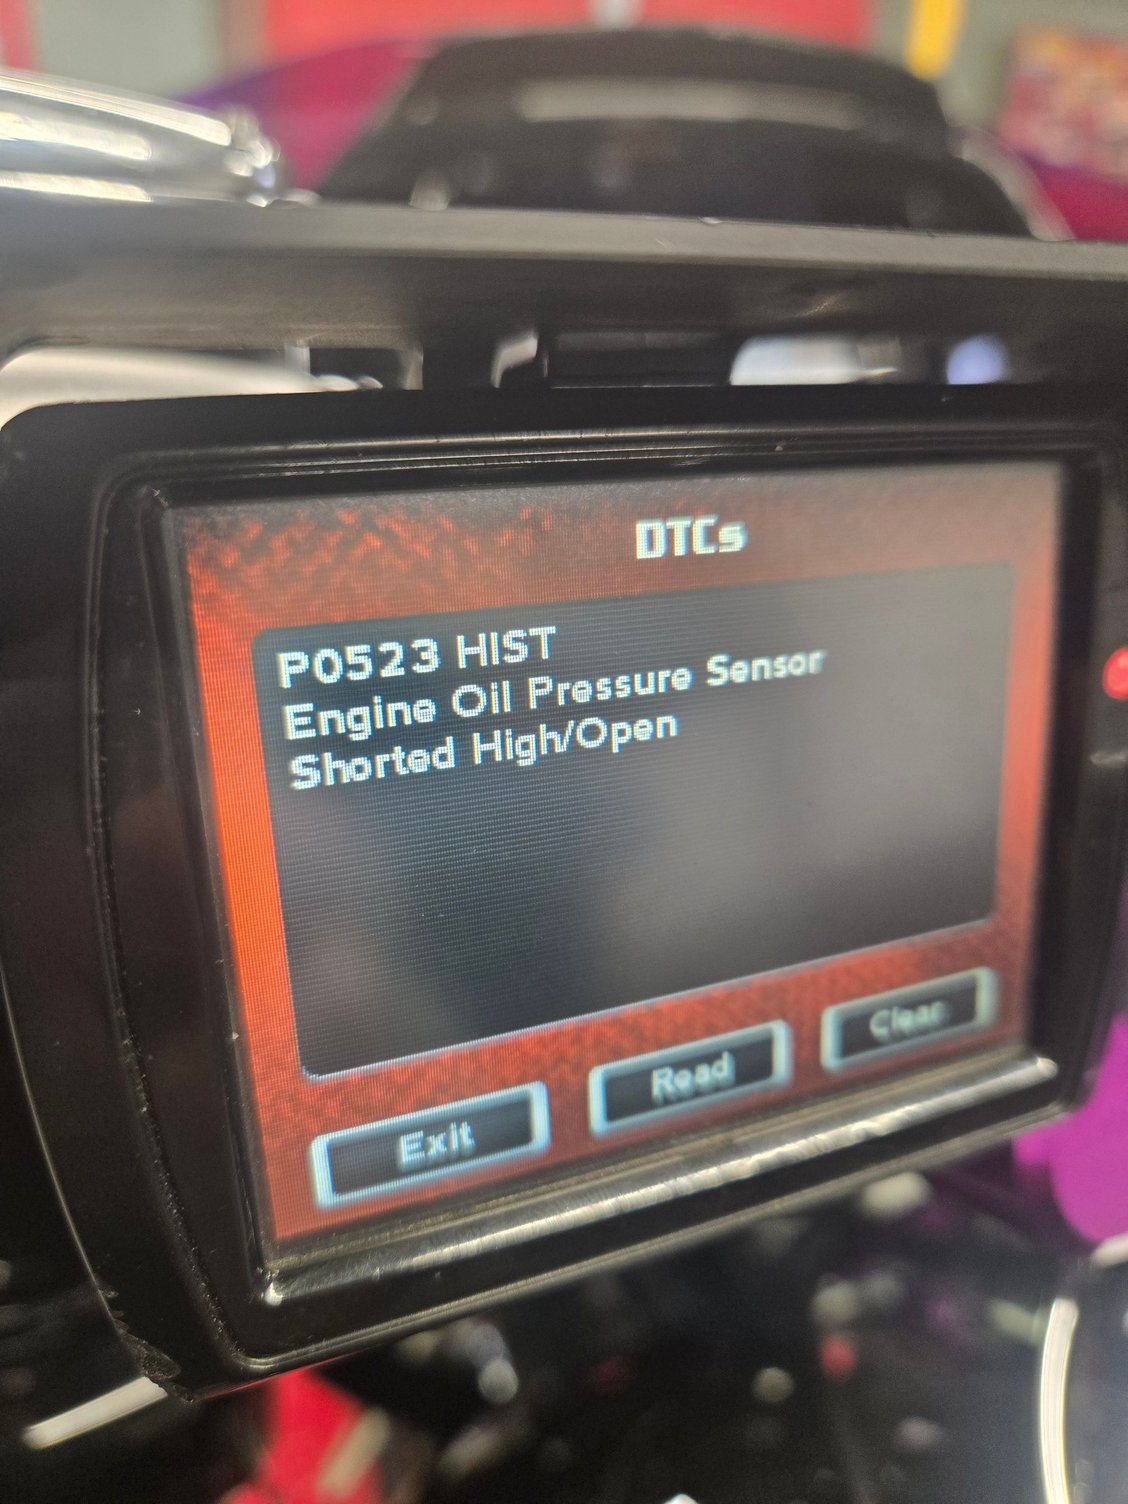 DTCs
P0523 HIST
Engine Oil Pressure Sensor
Shorted High/Open
Exit
Read
Clear